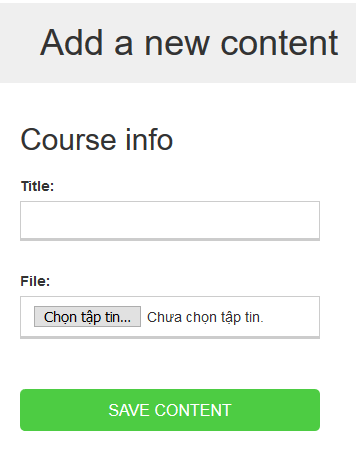 Add a new content
Course info
Title:
File:
Chọn tập tin... Chưa chọn tập tin.
SAVE CONTENT